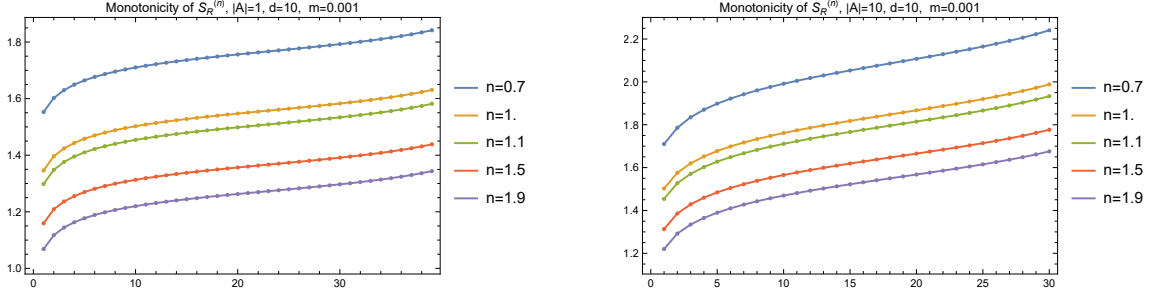 Monotonicity of S_R^(n), |A|=1, d=10, m=0.001
1.8
1.6
1.4
1.2
1.0
0 10 20 30
n=0.7
n=1.
n=1.1
n=1.5
n=1.9
Monotonicity of S_R^(n), |A|=10, d=10, m=0.001
2.2
2.0
1.8
1.6
1.4
1.2
0 5 10 15 20 25 30
n=0.7
n=1.
n=1.1
n=1.5
n=1.9